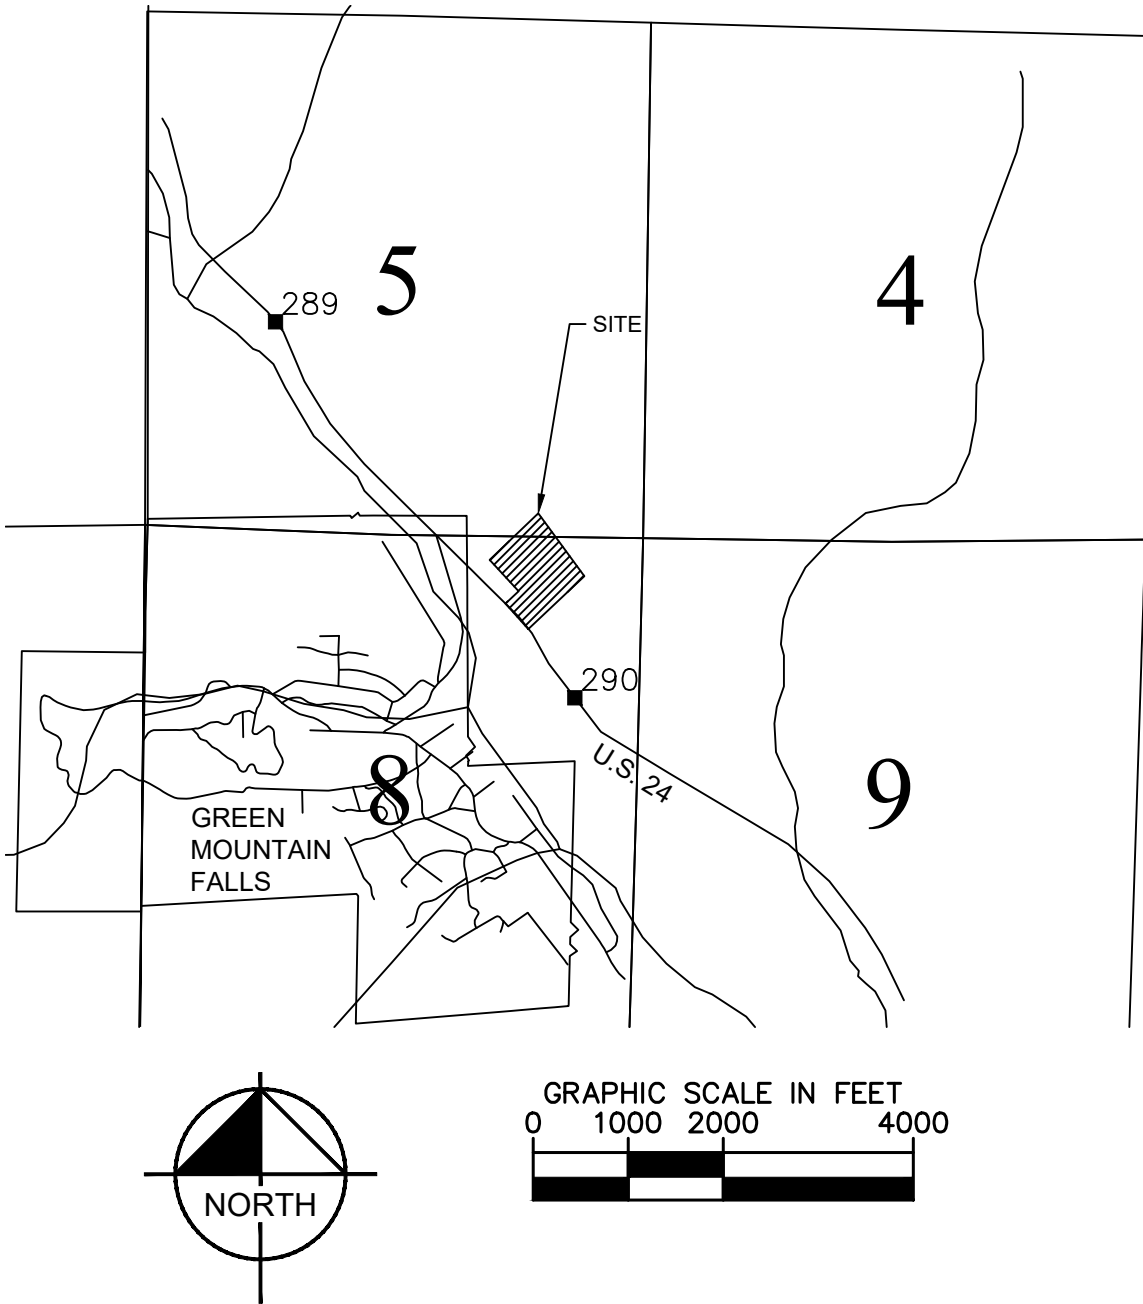 5
4
289
SITE
290
U.S. 24
8
9
GREEN
MOUNTAIN
FALLS
GRAPHIC SCALE IN FEET
0 1000 2000 4000
NORTH